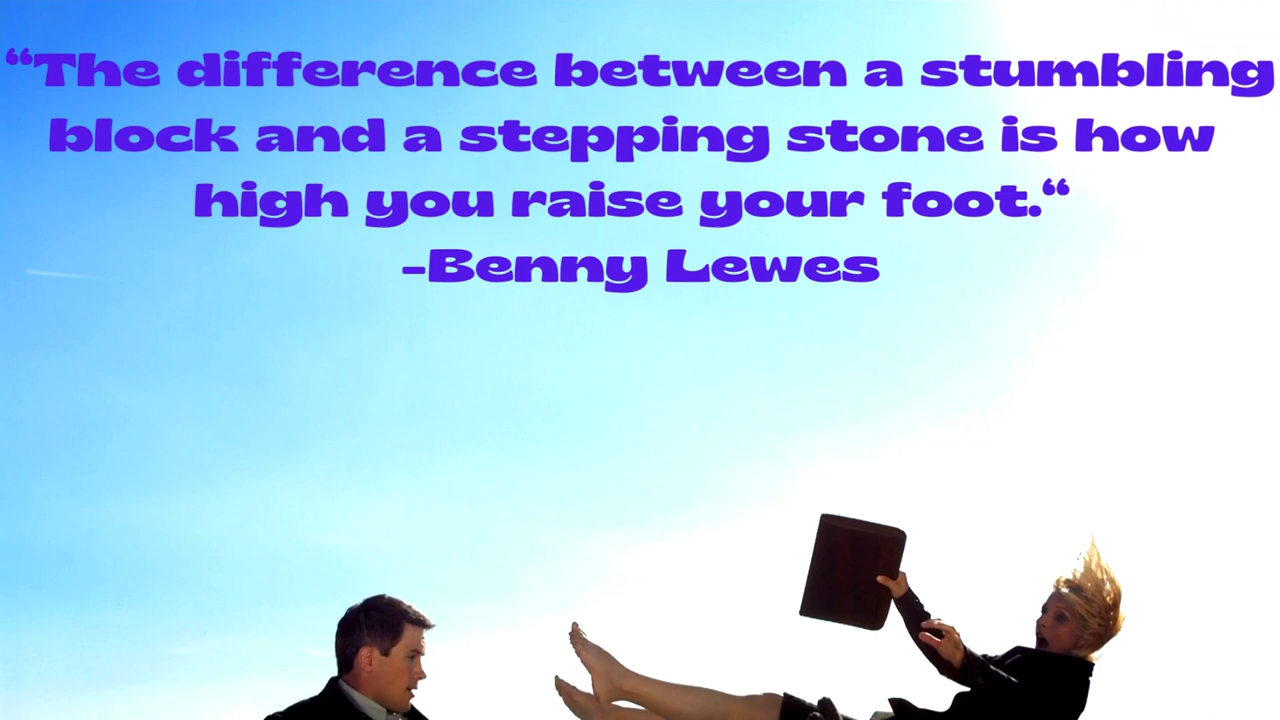 “The difference between a stumbling
block and a stepping stone is how
high you raise your foot.“
-Benny Lewes